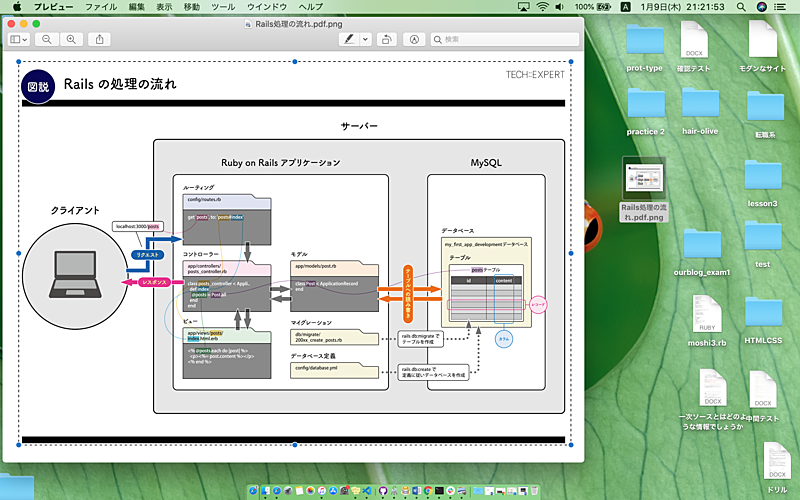 プレビュー ファイル 編集 表示 移動 ツール ウインドウ ヘルプ 100% 1月9日(木) 21:21:53
Rails処理の流れ.pdf.png
検索
図説 Rails の処理の流れ
TECH::EXPERT
サーバー
Ruby on Rails アプリケーション
MySQL
クライアント
localhost:3000/posts
リクエスト
レスポンス
ルーティング
config/routes.rb
get 'posts', to: 'posts#index'
コントローラー
app/controllers/
posts_controller.rb
class posts_controller < Appli..
def index
@posts = Post.all
end
end
モデル
app/models/post.rb
class Post < ApplicationRecord
end
ビュー
app/views/posts/
index.html.erb
<% @posts.each do |post| %>
<p><%= post.content %></p>
<% end %>
マイグレーション
db/migrate/
200xx_create_posts.rb
データベース定義
config/database.yml
テーブルへの読み書き
rails db:migrate で
テーブルを作成
rails db:create で
定義に従いデータベースを作成
データベース
my_first_app_developmentデータベース
テーブル
postsテーブル
id content
レコード
カラム
prot-type
DOCX
確認テスト
モダンなサイト
practice 2
hair-olive
転職系
Rails処理の流
れ.pdf.png
lesson3
ourblog_exam1
test
RUBY
moshi3.rb
HTMLCSS
DOCX
一次ソースとはどのよ
うな情報でしょうか
DOCX
中間テスト
DOCX
ドリル